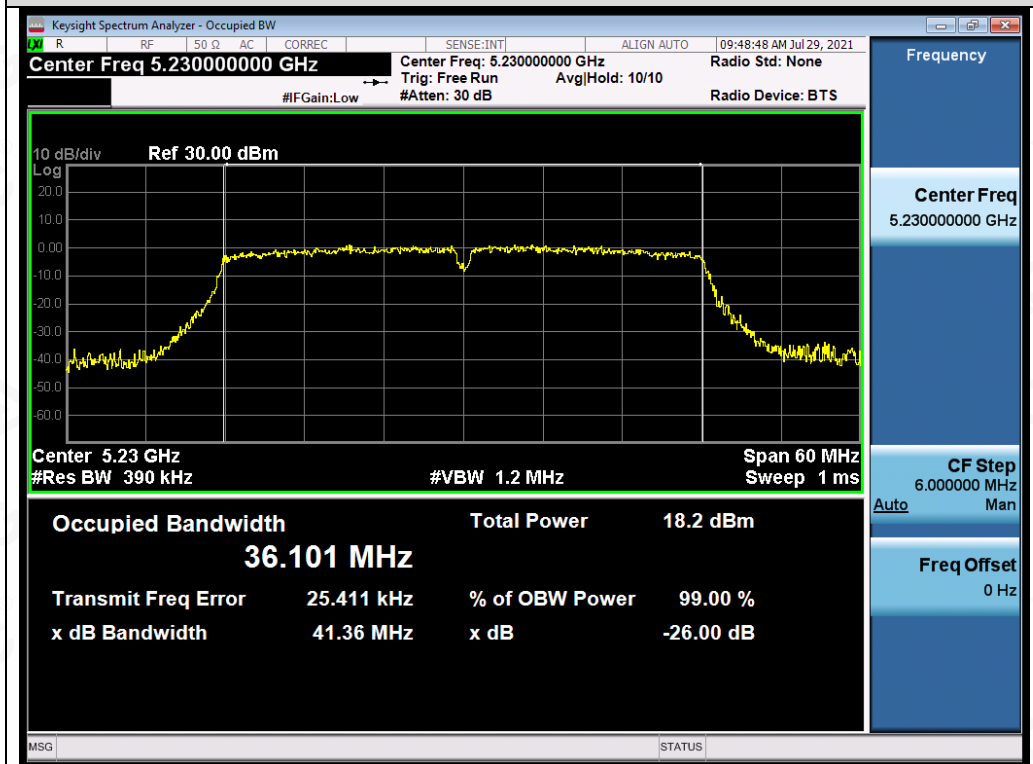 Keysight Spectrum Analyzer - Occupied BW
LXI R RF 50 Ω AC CORREC SENSE:INT ALIGN AUTO 09:48:48 AM Jul 29, 2021
Center Freq 5.230000000 GHz Center Freq: 5.230000000 GHz Radio Std: None
Trig: Free Run Avg|Hold: 10/10
#IFGain:Low #Atten: 30 dB Radio Device: BTS
Frequency
10 dB/div Ref 30.00 dBm
Log
20.0
10.0
0.00
-10.0
-20.0
-30.0
-40.0
-50.0
-60.0
Center 5.23 GHz Span 60 MHz
#Res BW 390 kHz #VBW 1.2 MHz Sweep 1 ms
Center Freq
5.230000000 GHz
CF Step
6.000000 MHz
Auto Man
Freq Offset
0 Hz
Occupied Bandwidth Total Power 18.2 dBm
36.101 MHz
Transmit Freq Error 25.411 kHz % of OBW Power 99.00 %
x dB Bandwidth 41.36 MHz x dB -26.00 dB
MSG STATUS